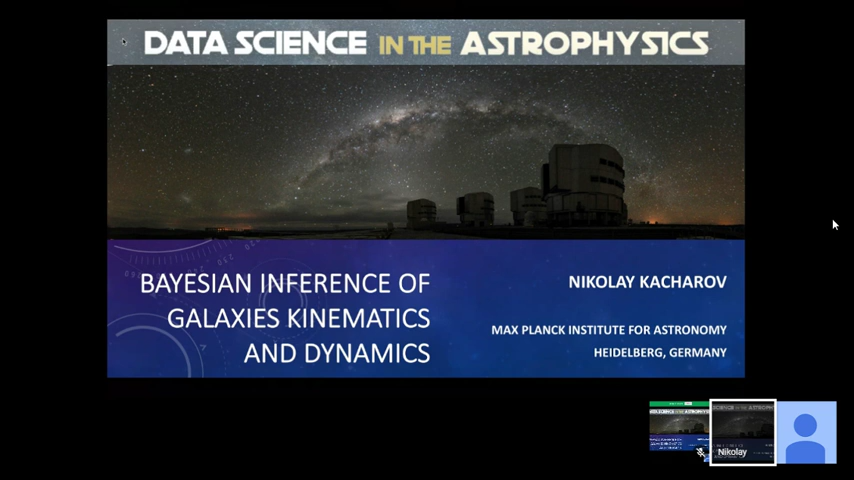 DATA SCIENCE IN THE ASTROPHYSICS
BAYESIAN INFERENCE OF
GALAXIES KINEMATICS
AND DYNAMICS
NIKOLAY KACHAROV
MAX PLANCK INSTITUTE FOR ASTRONOMY
HEIDELBERG, GERMANY
Nikolay